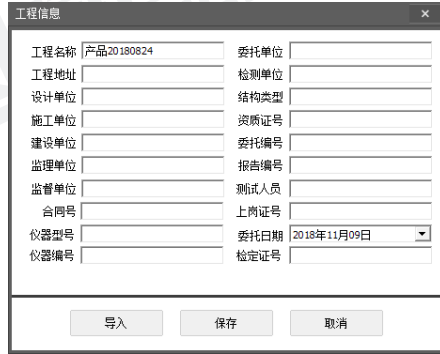 工程信息
工程名称 产品20180824 委托单位
工程地址 检测单位
设计单位 结构类型
施工单位 资质证号
建设单位 委托编号
监理单位 报告编号
监督单位 测试人员
合同号 上岗证号
仪器型号 委托日期 2018年11月09日
仪器编号 检定证号
导入 保存 取消